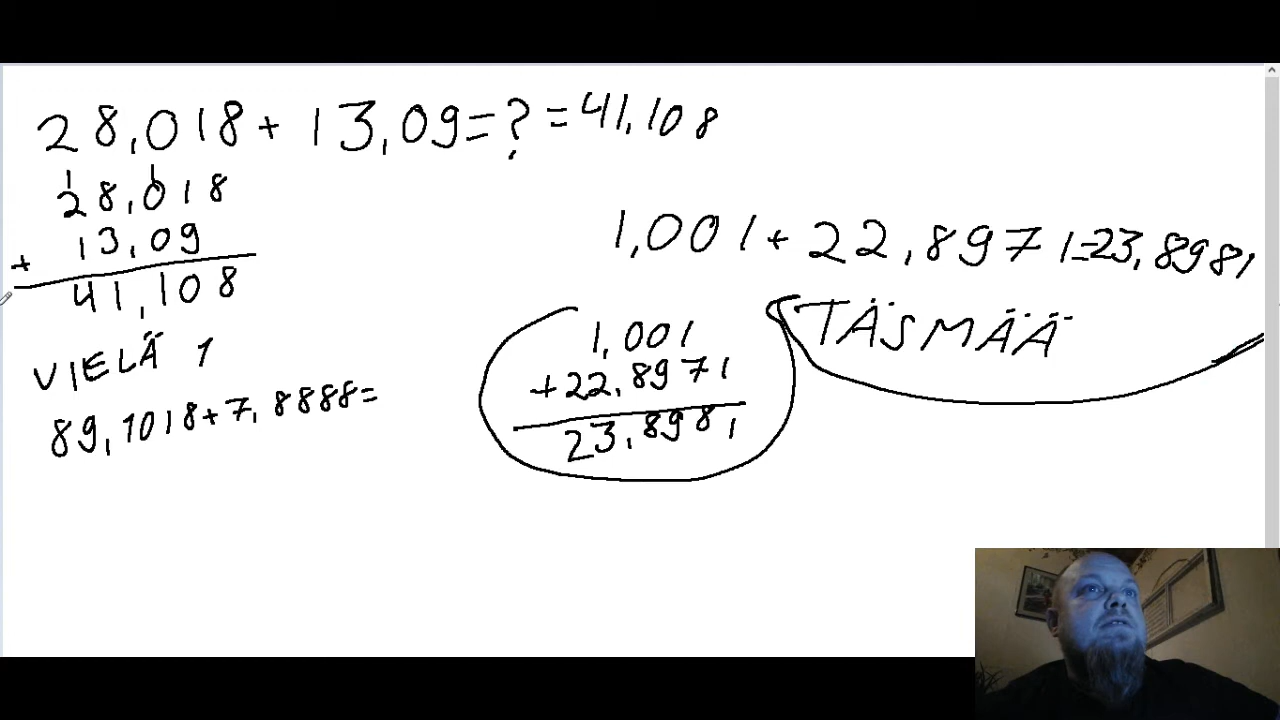 28,018 + 13,09 = ? = 41,108
28,018
+ 13,09
41,108
VIELÄ 1
89,1018 + 7,8888 =
1,001 + 22,8971 = 23,8981
1,001
+ 22,8971
23,8981
TÄSMÄÄ